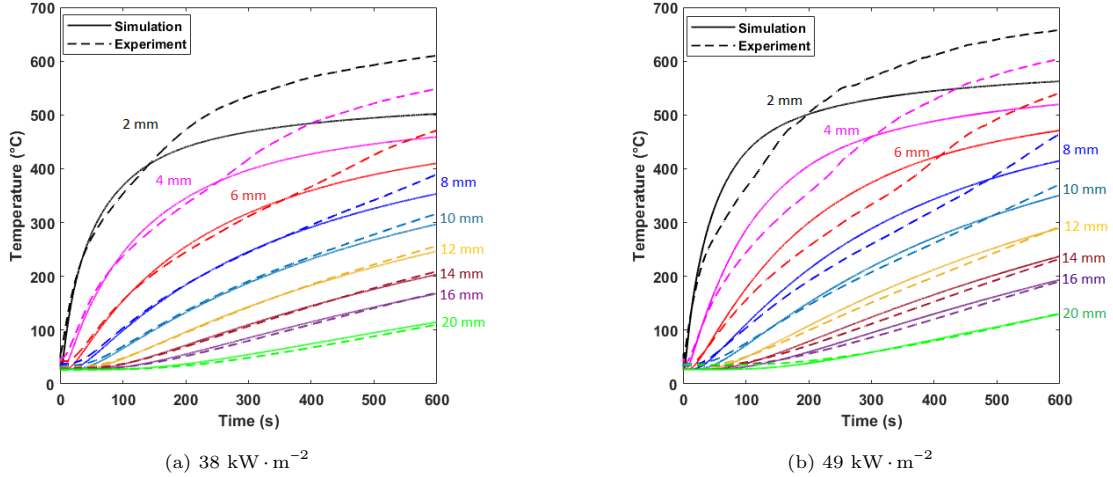 700
600
500
400
300
200
100
0
Temperature (°C)
Simulation
Experiment
2 mm
4 mm
6 mm
8 mm
10 mm
12 mm
14 mm
16 mm
20 mm
0 100 200 300 400 500 600
Time (s)
(a) 38 kW·m⁻²
700
600
500
400
300
200
100
0
Temperature (°C)
Simulation
Experiment
2 mm
4 mm
6 mm
8 mm
10 mm
12 mm
14 mm
16 mm
20 mm
0 100 200 300 400 500 600
Time (s)
(b) 49 kW·m⁻²